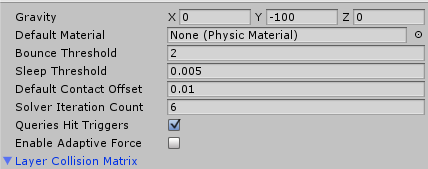 Gravity X 0 Y -100 Z 0
Default Material None (Physic Material)
Bounce Threshold 2
Sleep Threshold 0.005
Default Contact Offset 0.01
Solver Iteration Count 6
Queries Hit Triggers
Enable Adaptive Force
Layer Collision Matrix